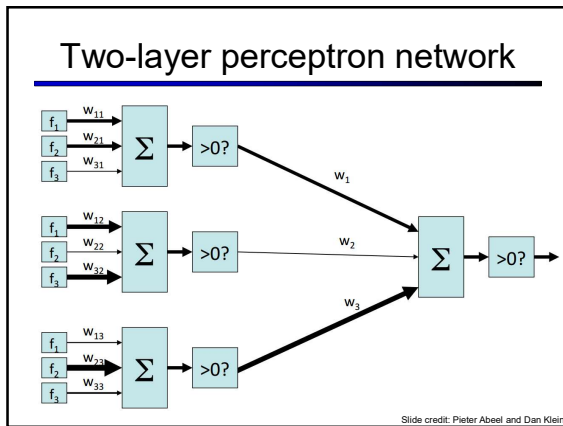 Two-layer perceptron network
f₁
w₁₁
f₂
w₂₁
f₃
w₃₁
Σ
>0?
f₁
w₁₂
f₂
w₂₂
f₃
w₃₂
Σ
>0?
f₁
w₁₃
f₂
w₂₃
f₃
w₃₃
Σ
>0?
w₁
w₂
w₃
Σ
>0?
Slide credit: Pieter Abeel and Dan Klein